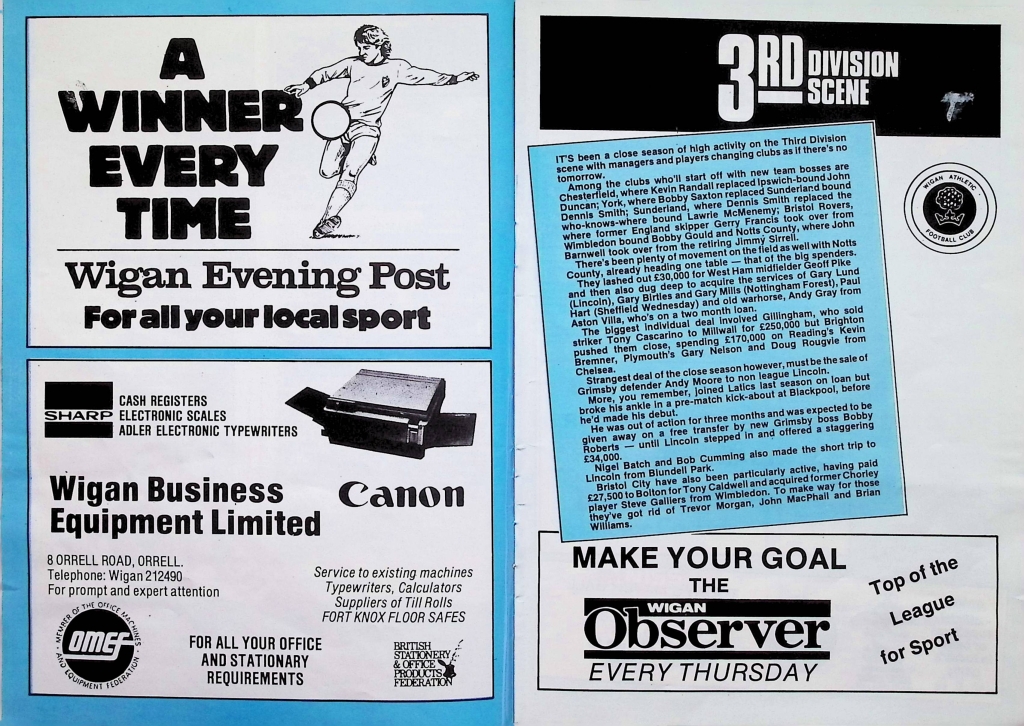 A
WINNER
EVERY
TIME
Wigan Evening Post
For all your local sport
SHARP
CASH REGISTERS
ELECTRONIC SCALES
ADLER ELECTRONIC TYPEWRITERS
Wigan Business
Equipment Limited
Canon
8 ORRELL ROAD, ORRELL.
Telephone: Wigan 212490
For prompt and expert attention
Service to existing machines
Typewriters, Calculators
Suppliers of Till Rolls
FORT KNOX FLOOR SAFES
MEMBER OF THE OFFICE MACHINES
AND EQUIPMENT FEDERATION
OMEF
FOR ALL YOUR OFFICE
AND STATIONARY
REQUIREMENTS
BRITISH
STATIONERY
& OFFICE
PRODUCTS
FEDERATION
3RD DIVISION
SCENE
WIGAN ATHLETIC
FOOTBALL CLUB
IT'S been a close season of high activity on the Third Division
scene with managers and players changing clubs as if there's no
tomorrow.
Among the clubs who'll start off with new team bosses are
Chesterfield, where Kevin Randall replaced Ipswich-bound John
Duncan; York, where Bobby Saxton replaced Sunderland bound
Dennis Smith; Sunderland, where Dennis Smith replaced the
who-knows-where bound Lawrie McMenemy; Bristol Rovers,
where former England skipper Gerry Francis took over from
Wimbledon bound Bobby Gould and Notts County, where John
Barnwell took over from the retiring Jimmy Sirrell.
There's been plenty of movement on the field as well with Notts
County, already heading one table — that of the big spenders.
They lashed out £30,000 for West Ham midfielder Geoff Pike
and then also dug deep to acquire the services of Gary Lund
(Lincoln), Gary Birtles and Gary Mills (Nottingham Forest), Paul
Hart (Sheffield Wednesday) and old warhorse, Andy Gray from
Aston Villa, who's on a two month loan.
The biggest individual deal involved Gillingham, who sold
striker Tony Cascarino to Millwall for £250,000 but Brighton
pushed them close, spending £170,000 on Reading's Kevin
Bremner, Plymouth's Gary Nelson and Doug Rougvie from
Chelsea.
Strangest deal of the close season however, must be the sale of
Grimsby defender Andy Moore to non league Lincoln.
More, you remember, joined Latics last season on loan but
broke his ankle in a pre-match kick-about at Blackpool, before
he'd made his debut.
He was out of action for three months and was expected to be
given away on a free transfer by new Grimsby boss Bobby
Roberts — until Lincoln stepped in and offered a staggering
£34,000.
Nigel Batch and Bob Cumming also made the short trip to
Lincoln from Blundell Park.
Bristol City have also been particularly active, having paid
£27,500 to Bolton for Tony Caldwell and acquired former Chorley
player Steve Galliers from Wimbledon. To make way for those
they've got rid of Trevor Morgan, John MacPhail and Brian
Williams.
MAKE YOUR GOAL
THE
WIGAN
Observer
EVERY THURSDAY
Top of the
League
for Sport